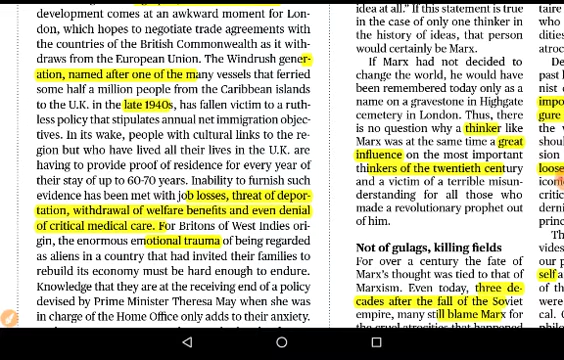 development comes at an awkward moment for Lon-
don, which hopes to negotiate trade agreements
with the countries of the British Commonwealth as it with-
draws from the European Union. The Windrush gener-
ation, named after one of the many vessels that ferried
some half a million people from the Caribbean islands
to the U.K. in the late 1940s, has fallen victim to a ruth-
less policy that stipulates annual net immigration objec-
tives. In its wake, people with cultural links to the re-
gion but who have lived all their lives in the U.K. are
having to provide proof of residence for every year of
their stay of up to 60-70 years. Inability to furnish such
evidence has been met with job losses, threat of depor-
tation, withdrawal of welfare benefits and even denial
of critical medical care. For Britons of West Indies ori-
gin, the enormous emotional trauma of being regarded
as aliens in a country that had invited their families to
rebuild its economy must be hard enough to endure.
Knowledge that they are at the receiving end of a policy
devised by Prime Minister Theresa May when she was
in charge of the Home Office only adds to their anxiety.
idea at all." If this statement is true
in the case of only one thinker in
the history of ideas, that person
would certainly be Marx.
If Marx had not decided to
change the world, he would have
been remembered today only as a
name on a gravestone in Highgate
cemetery in London. Thus, there
is no question why a thinker like
Marx was at the same time a great
influence on the most important
thinkers of the twentieth century
and a victim of a terrible misun-
derstanding for all those who
made a revolutionary prophet out
of him.
Not of gulags, killing fields
For over a century the fate of
Marx's thought was tied to that of
Marxism. Even today, three de-
cades after the fall of the Soviet
empire, many still blame Marx for
the cruel atrocities that happened